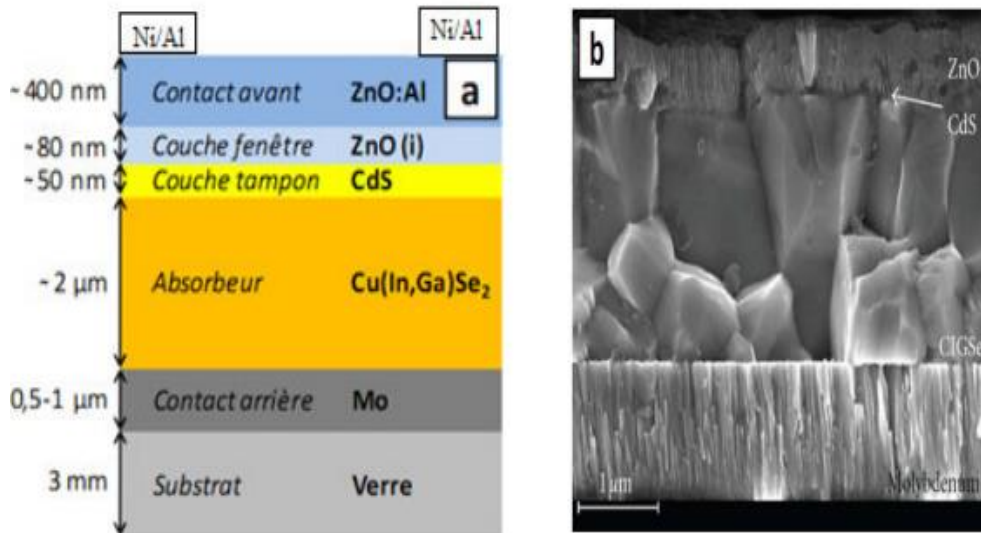 Ni/Al
Ni/Al
a
~ 400 nm Contact avant ZnO:Al
~80 nm Couche fenêtre ZnO (i)
~50 nm Couche tampon CdS
~ 2 µm Absorbeur Cu(In,Ga)Se₂
0,5-1 µm Contact arrière Mo
3 mm Substrat Verre
b
ZnO
CdS
CIGSe
Molybdenum
1 µm